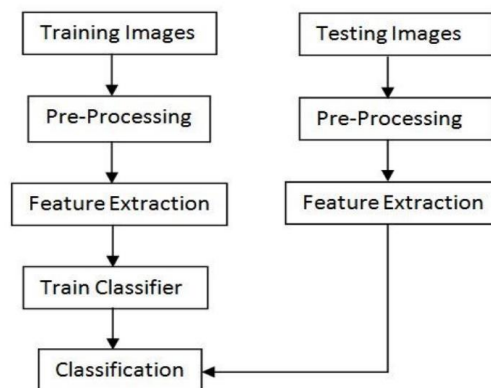 Training Images
Pre-Processing
Feature Extraction
Train Classifier
Classification
Testing Images
Pre-Processing
Feature Extraction